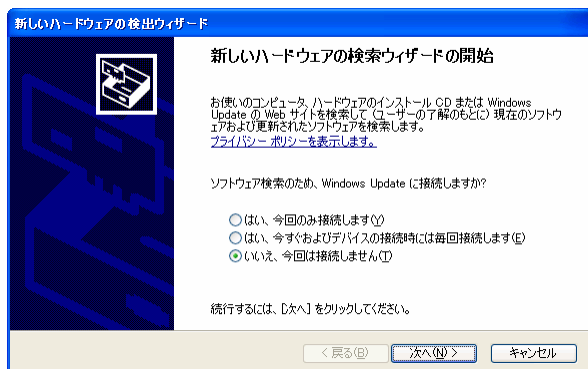 新しいハードウェアの検出ウィザード
新しいハードウェアの検索ウィザードの開始
お使いのコンピュータ、ハードウェアのインストール CD または Windows
Update の Web サイトを検索して (ユーザーの了解のもとに) 現在のソフトウ
ェアおよび更新されたソフトウェアを検索します。
プライバシー ポリシーを表示します。
ソフトウェア検索のため、Windows Update に接続しますか?
はい、今回のみ接続します(Y)
はい、今すぐおよびデバイスの接続時には毎回接続します(E)
いいえ、今回は接続しません(T)
続行するには、[次へ] をクリックしてください。
< 戻る(B) 次へ(N) > キャンセル